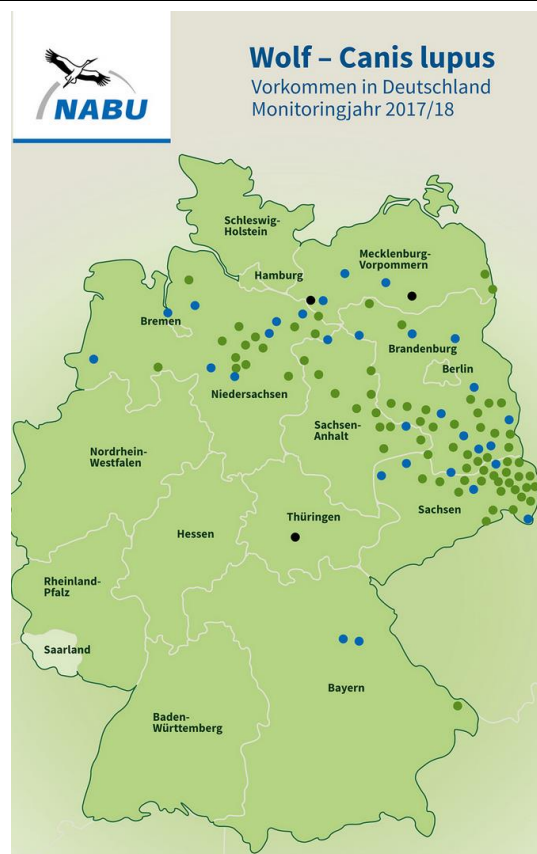 NABU
Wolf – Canis lupus
Vorkommen in Deutschland
Monitoringjahr 2017/18
Schleswig-
Holstein
Mecklenburg-
Vorpommern
Hamburg
Bremen
Brandenburg
Berlin
Niedersachsen
Sachsen-
Anhalt
Nordrhein-
Westfalen
Sachsen
Thüringen
Hessen
Rheinland-
Pfalz
Saarland
Bayern
Baden-
Württemberg